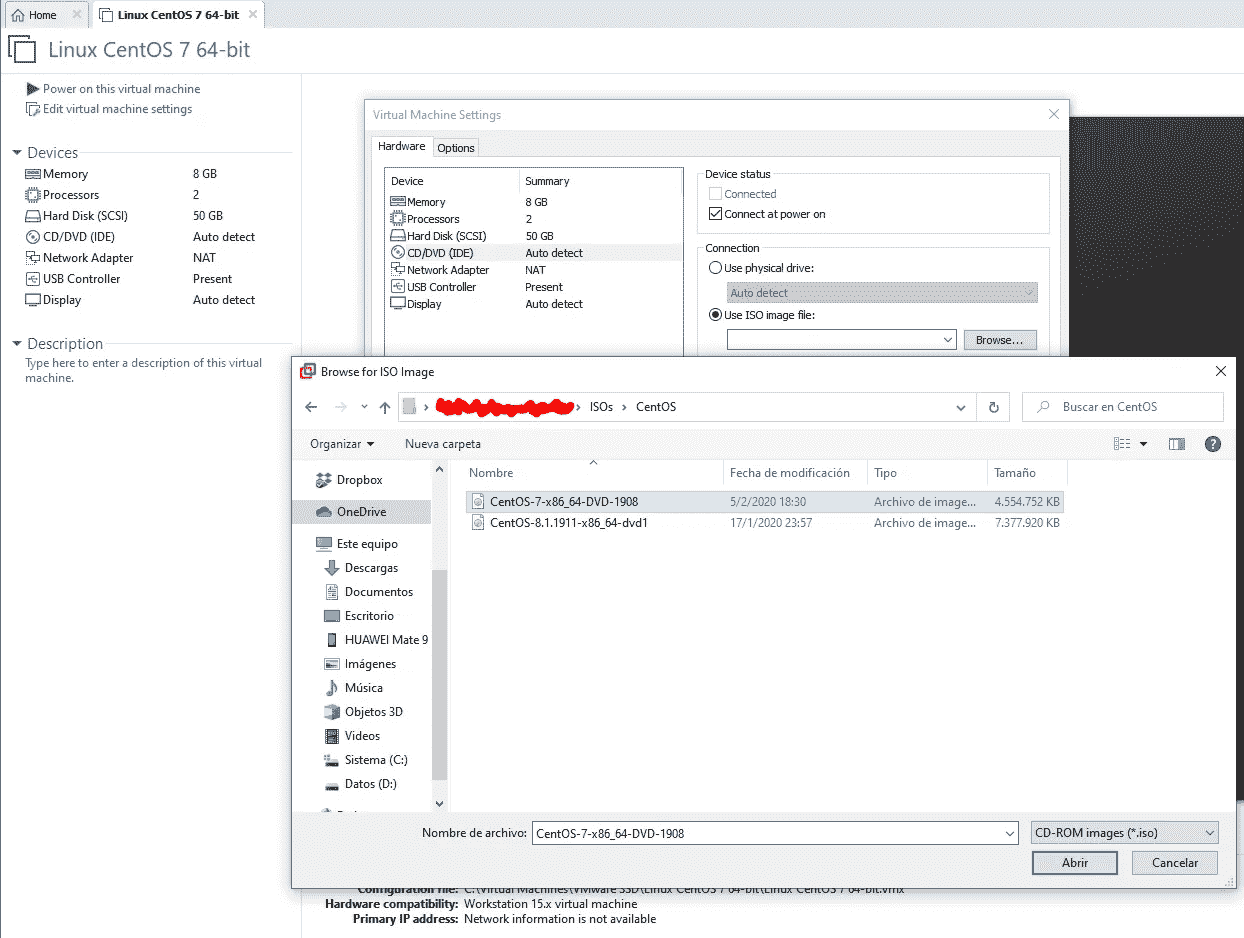 Home
Linux CentOS 7 64-bit
Linux CentOS 7 64-bit
Power on this virtual machine
Edit virtual machine settings
Devices
Memory 8 GB
Processors 2
Hard Disk (SCSI) 50 GB
CD/DVD (IDE) Auto detect
Network Adapter NAT
USB Controller Present
Display Auto detect
Description
Type here to enter a description of this virtual
machine.
Virtual Machine Settings
Hardware Options
Device Summary
Memory 8 GB
Processors 2
Hard Disk (SCSI) 50 GB
CD/DVD (IDE) Auto detect
Network Adapter NAT
USB Controller Present
Display Auto detect
Device status
Connected
Connect at power on
Connection
Use physical drive:
Auto detect
Use ISO image file:
Browse...
Browse for ISO Image
ISOs › CentOS
Buscar en CentOS
Organizar Nueva carpeta
Dropbox
OneDrive
Este equipo
Descargas
Documentos
Escritorio
HUAWEI Mate 9
Imágenes
Música
Objetos 3D
Videos
Sistema (C:)
Datos (D:)
Nombre Fecha de modificación Tipo Tamaño
CentOS-7-x86_64-DVD-1908 5/2/2020 18:30 Archivo de image... 4.554.752 KB
CentOS-8.1.1911-x86_64-dvd1 17/1/2020 23:57 Archivo de image... 7.377.920 KB
Nombre de archivo: CentOS-7-x86_64-DVD-1908 CD-ROM images (*.iso)
Abrir Cancelar
Configuration file: C:\Virtual Machines\VMware SSD\Linux CentOS 7 64-bit\Linux CentOS 7 64-bit.vmx
Hardware compatibility: Workstation 15.x virtual machine
Primary IP address: Network information is not available